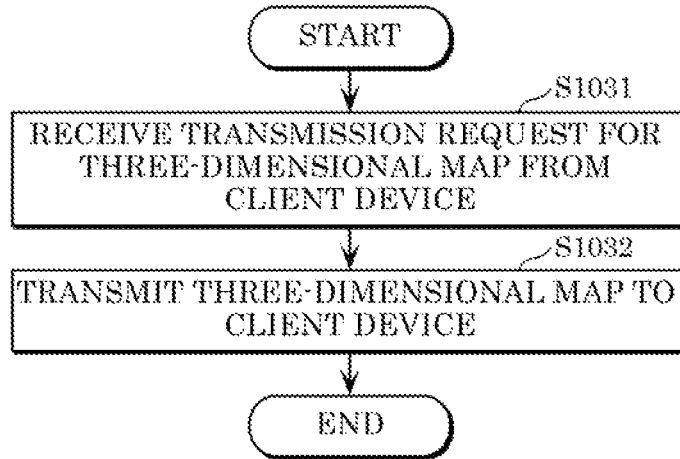 START
S1031
RECEIVE TRANSMISSION REQUEST FOR
THREE-DIMENSIONAL MAP FROM
CLIENT DEVICE
S1032
TRANSMIT THREE-DIMENSIONAL MAP TO
CLIENT DEVICE
END